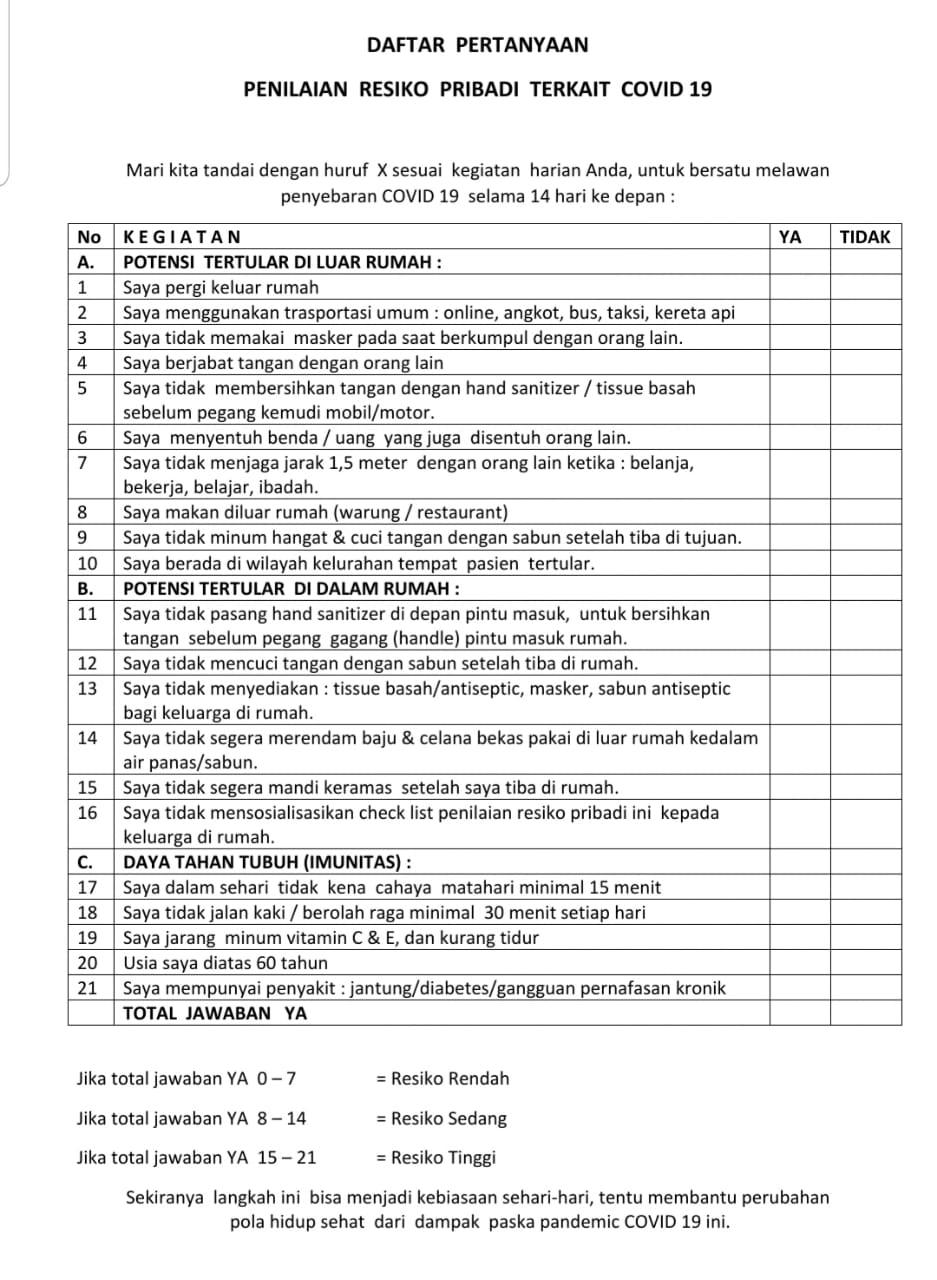 DAFTAR PERTANYAAN
PENILAIAN RESIKO PRIBADI TERKAIT COVID 19
Mari kita tandai dengan huruf X sesuai kegiatan harian Anda, untuk bersatu melawan
penyebaran COVID 19 selama 14 hari ke depan :
No K E G I A T A N YA TIDAK
A. POTENSI TERTULAR DI LUAR RUMAH :
1 Saya pergi keluar rumah
2 Saya menggunakan trasportasi umum : online, angkot, bus, taksi, kereta api
3 Saya tidak memakai masker pada saat berkumpul dengan orang lain.
4 Saya berjabat tangan dengan orang lain
5 Saya tidak membersihkan tangan dengan hand sanitizer / tissue basah
sebelum pegang kemudi mobil/motor.
6 Saya menyentuh benda / uang yang juga disentuh orang lain.
7 Saya tidak menjaga jarak 1,5 meter dengan orang lain ketika : belanja,
bekerja, belajar, ibadah.
8 Saya makan diluar rumah (warung / restaurant)
9 Saya tidak minum hangat & cuci tangan dengan sabun setelah tiba di tujuan.
10 Saya berada di wilayah kelurahan tempat pasien tertular.
B. POTENSI TERTULAR DI DALAM RUMAH :
11 Saya tidak pasang hand sanitizer di depan pintu masuk, untuk bersihkan
tangan sebelum pegang gagang (handle) pintu masuk rumah.
12 Saya tidak mencuci tangan dengan sabun setelah tiba di rumah.
13 Saya tidak menyediakan : tissue basah/antiseptic, masker, sabun antiseptic
bagi keluarga di rumah.
14 Saya tidak segera merendam baju & celana bekas pakai di luar rumah kedalam
air panas/sabun.
15 Saya tidak segera mandi keramas setelah saya tiba di rumah.
16 Saya tidak mensosialisasikan check list penilaian resiko pribadi ini kepada
keluarga di rumah.
C. DAYA TAHAN TUBUH (IMUNITAS) :
17 Saya dalam sehari tidak kena cahaya matahari minimal 15 menit
18 Saya tidak jalan kaki / berolah raga minimal 30 menit setiap hari
19 Saya jarang minum vitamin C & E, dan kurang tidur
20 Usia saya diatas 60 tahun
21 Saya mempunyai penyakit : jantung/diabetes/gangguan pernafasan kronik
TOTAL JAWABAN YA
Jika total jawaban YA 0 – 7 = Resiko Rendah
Jika total jawaban YA 8 – 14 = Resiko Sedang
Jika total jawaban YA 15 – 21 = Resiko Tinggi
Sekiranya langkah ini bisa menjadi kebiasaan sehari-hari, tentu membantu perubahan
pola hidup sehat dari dampak paska pandemic COVID 19 ini.